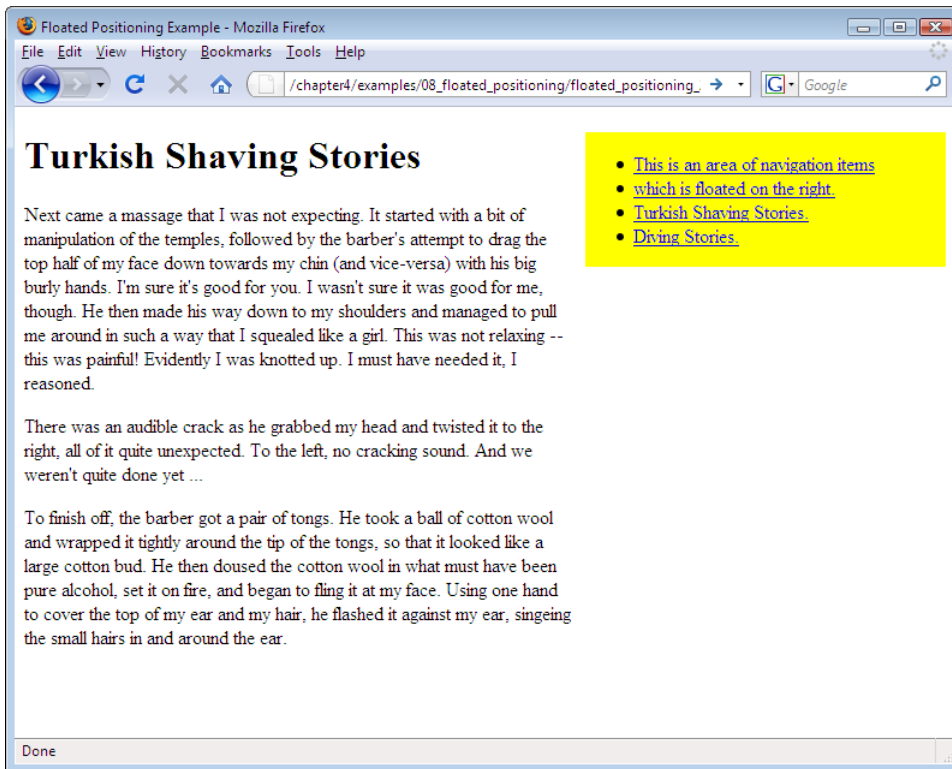 Floated Positioning Example - Mozilla Firefox
File Edit View History Bookmarks Tools Help
/chapter4/examples/08_floated_positioning/floated_positioning_
G Google
Turkish Shaving Stories
Next came a massage that I was not expecting. It started with a bit of
manipulation of the temples, followed by the barber's attempt to drag the
top half of my face down towards my chin (and vice-versa) with his big
burly hands. I'm sure it's good for you. I wasn't sure it was good for me,
though. He then made his way down to my shoulders and managed to pull
me around in such a way that I squealed like a girl. This was not relaxing --
this was painful! Evidently I was knotted up. I must have needed it, I
reasoned.
There was an audible crack as he grabbed my head and twisted it to the
right, all of it quite unexpected. To the left, no cracking sound. And we
weren't quite done yet ...
To finish off, the barber got a pair of tongs. He took a ball of cotton wool
and wrapped it tightly around the tip of the tongs, so that it looked like a
large cotton bud. He then doused the cotton wool in what must have been
pure alcohol, set it on fire, and began to fling it at my face. Using one hand
to cover the top of my ear and my hair, he flashed it against my ear, singeing
the small hairs in and around the ear.
This is an area of navigation items
which is floated on the right.
Turkish Shaving Stories.
Diving Stories.
Done